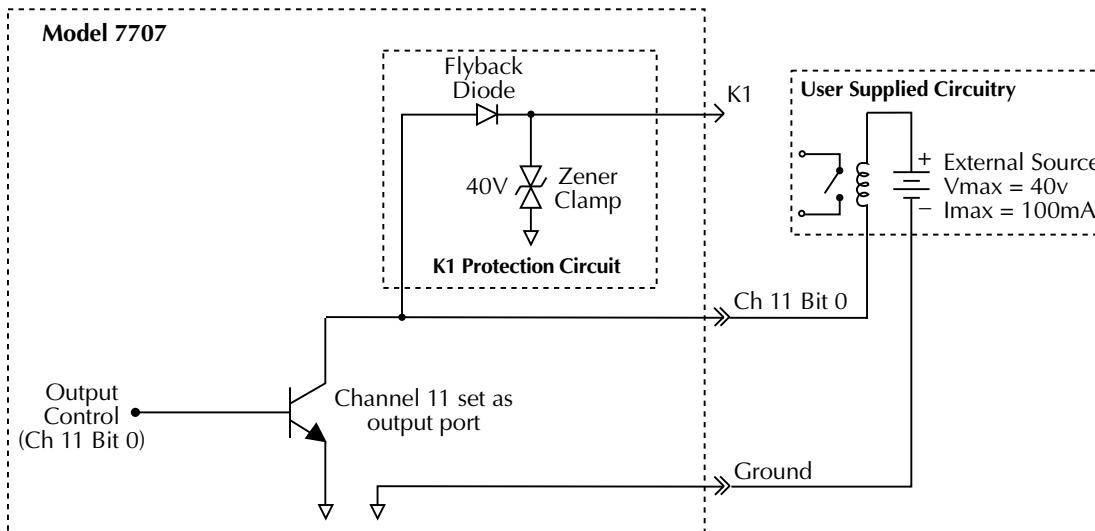 Model 7707
Flyback
Diode
K1
40V
Zener
Clamp
K1 Protection Circuit
User Supplied Circuitry
+
External Source
Vmax = 40v
– Imax = 100mA
Ch 11 Bit 0
Output
Control
(Ch 11 Bit 0)
Channel 11 set as
output port
Ground